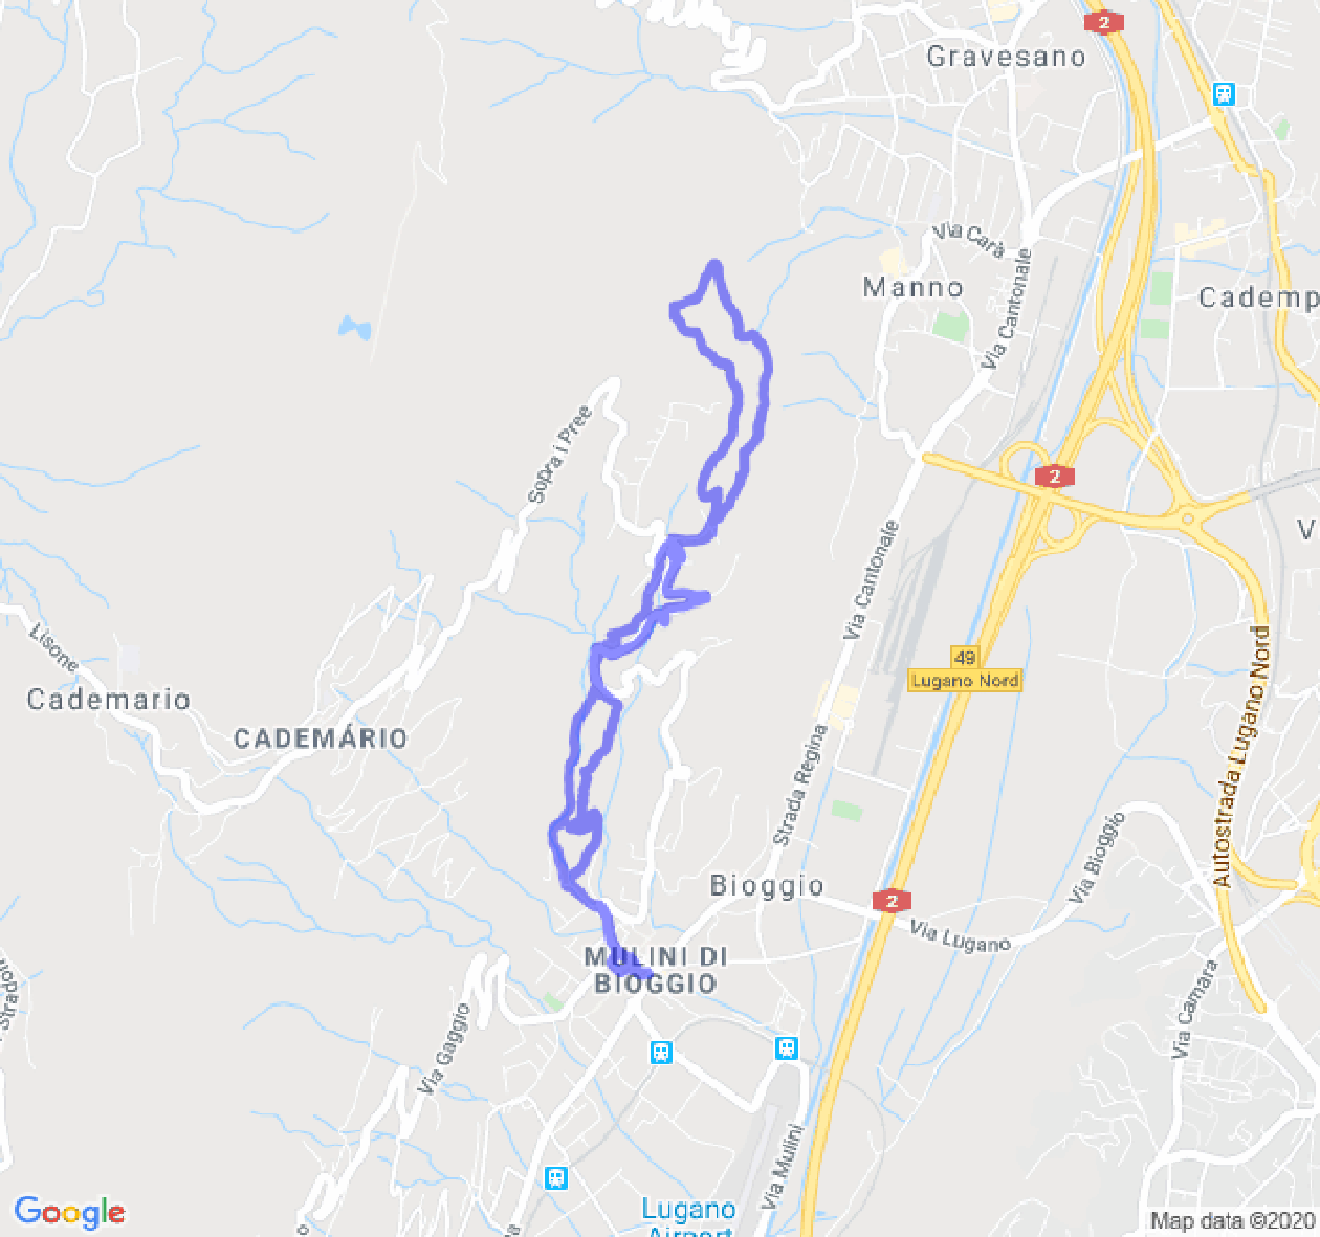 2
Gravesano
Via Carà
Manno
Via Cantonale
Cademp
Sopra i Pree
2
V
Via Cantonale
Lisone
49
Lugano Nord
Cademario
CADEMÁRIO
Autostrada Lugano Nord
Strada Regina
Bioggio
Via Bioggio
2
Via Lugano
MULINI DI
BIOGGIO
Via Camara
Via Gaggio
Via Mulini
Lugano
Airport
Google
Map data ©2020